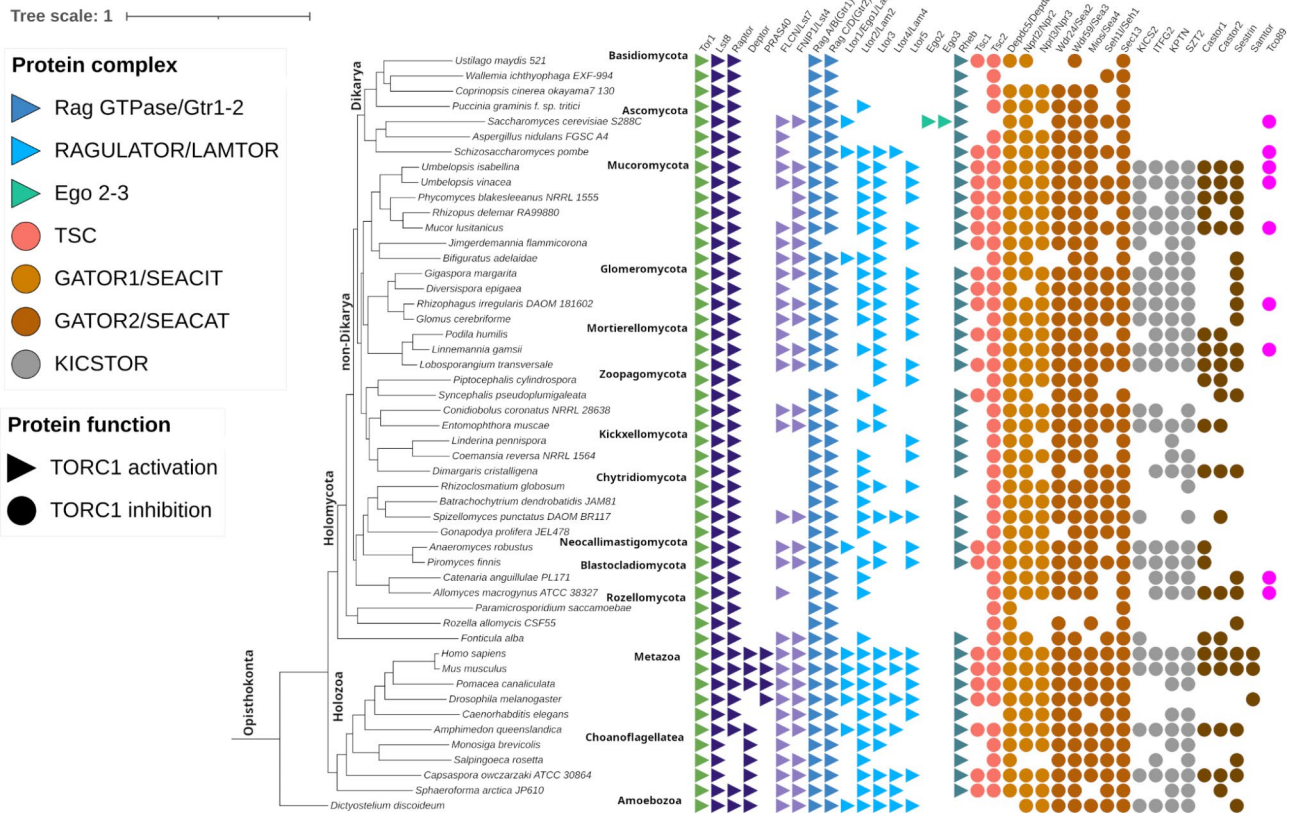 Tree scale: 1
Protein complex
Rag GTPase/Gtr1-2
RAGULATOR/LAMTOR
Ego 2-3
TSC
GATOR1/SEACIT
GATOR2/SEACAT
KICSTOR
Protein function
TORC1 activation
TORC1 inhibition
Tor1
Lst8
Raptor
Deptor
PRAS40
FLCN/Lst7
FNIP1/Lst4
Rag A/B(Gtr1)
Rag C/D(Gtr2)
Ltor1/Ego1/La
Ltor2/Lam2
Ltor3
Ltor4/Lam4
Ltor5
Ego2
Ego3
Rheb
Tsc1
Tsc2
Depdc5/Depd
Nprl2/Npr2
Nprl3/Npr3
Wdr24/Sea2
Wdr59/Sea3
Mios/Sea4
Seh1l/Seh1
Sec13
KICS2
ITFG2
KPTN
SZT2
Castor1
Castor2
Sestrin
Samtor
Tco89
Opisthokonta
Holomycota
Holozoa
non-Dikarya
Dikarya
Basidiomycota
Ustilago maydis 521
Wallemia ichthyophaga EXF-994
Coprinopsis cinerea okayama7 130
Puccinia graminis f. sp. tritici
Ascomycota
Saccharomyces cerevisiae S288C
Aspergillus nidulans FGSC A4
Schizosaccharomyces pombe
Mucoromycota
Umbelopsis isabellina
Umbelopsis vinacea
Phycomyces blakesleeanus NRRL 1555
Rhizopus delemar RA99880
Mucor lusitanicus
Jimgerdemannia flammicorona
Bifiguratus adelaidae
Glomeromycota
Gigaspora margarita
Diversispora epigaea
Rhizophagus irregularis DAOM 181602
Glomus cerebriforme
Mortierellomycota
Podila humilis
Linnemannia gamsii
Lobosporangium transversale
Zoopagomycota
Piptocephalis cylindrospora
Syncephalis pseudoplumigaleata
Conidiobolus coronatus NRRL 28638
Entomophthora muscae
Kickxellomycota
Linderina pennispora
Coemansia reversa NRRL 1564
Dimargaris cristalligena
Chytridiomycota
Rhizoclosmatium globosum
Batrachochytrium dendrobatidis JAM81
Spizellomyces punctatus DAOM BR117
Gonapodya prolifera JEL478
Neocallimastigomycota
Anaeromyces robustus
Piromyces finnis
Blastocladiomycota
Catenaria anguillulae PL171
Allomyces macrogynus ATCC 38327
Rozellomycota
Paramicrosporidium saccamoebae
Rozella allomycis CSF55
Fonticula alba
Metazoa
Homo sapiens
Mus musculus
Pomacea canaliculata
Drosophila melanogaster
Caenorhabditis elegans
Amphimedon queenslandica
Choanoflagellatea
Monosiga brevicolis
Salpingoeca rosetta
Capsaspora owczarzaki ATCC 30864
Sphaeroforma arctica JP610
Amoebozoa
Dictyostelium discoideum